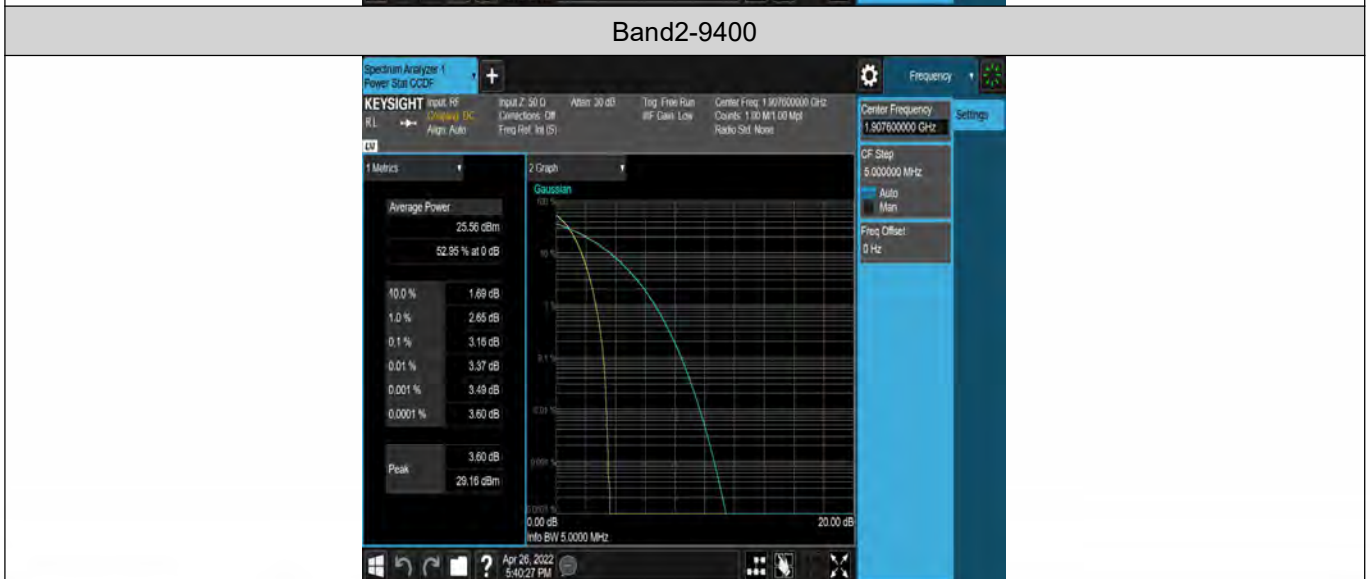 Band2-9400
Spectrum Analyzer 1
Power Stat CCDF
Frequency
KEYSIGHT
RL
Input: RF
Coupling: DC
Align: Auto
Input Z: 50 Ω
Corrections: Off
Freq Ref: Int (S)
Atten: 30 dB
Trig: Free Run
#IF Gain: Low
Center Freq: 1.907600000 GHz
Counts: 1.00 M/1.00 Mpt
Radio Std: None
LV
Center Frequency
1.907600000 GHz
Settings
CF Step
5.000000 MHz
Auto
Man
Freq Offset
0 Hz
1 Metrics
Average Power
25.56 dBm
52.95 % at 0 dB
10.0 % 1.69 dB
1.0 % 2.65 dB
0.1 % 3.16 dB
0.01 % 3.37 dB
0.001 % 3.49 dB
0.0001 % 3.60 dB
Peak
3.60 dB
29.16 dBm
2 Graph
Gaussian
100 %
10 %
1 %
0.1 %
0.01 %
0.001 %
0.0001 %
0.00 dB 20.00 dB
Info BW 5.0000 MHz
Apr 26, 2022
5:40:27 PM